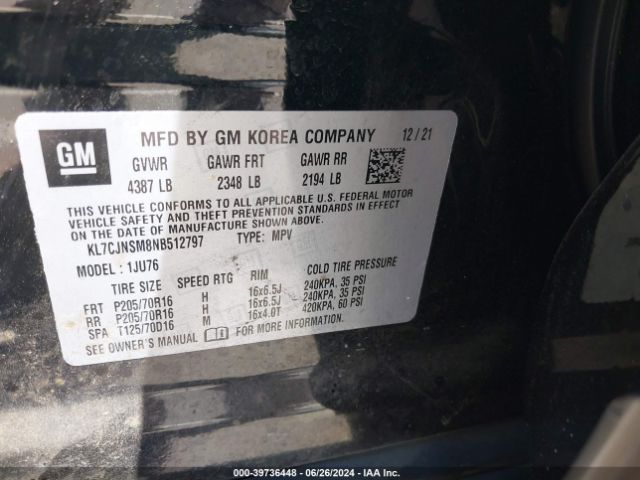 GM
MFD BY GM KOREA COMPANY 12/21
GVWR GAWR FRT GAWR RR
4387 LB 2348 LB 2194 LB
THIS VEHICLE CONFORMS TO ALL APPLICABLE U.S. FEDERAL MOTOR
VEHICLE SAFETY AND THEFT PREVENTION STANDARDS IN EFFECT
ON THE DATE OF MANUFACTURE SHOWN ABOVE.
KL7CJNSM8NB512797 TYPE: MPV
MODEL: 1JU76
TIRE SIZE SPEED RTG RIM COLD TIRE PRESSURE
FRT P205/70R16 H 16x6.5J 240KPA, 35 PSI
RR P205/70R16 H 16x6.5J 240KPA, 35 PSI
SPA T125/70D16 M 16x4.0T 420KPA, 60 PSI
SEE OWNER'S MANUAL FOR MORE INFORMATION.
000-39736448 - 06/26/2024 - IAA Inc.